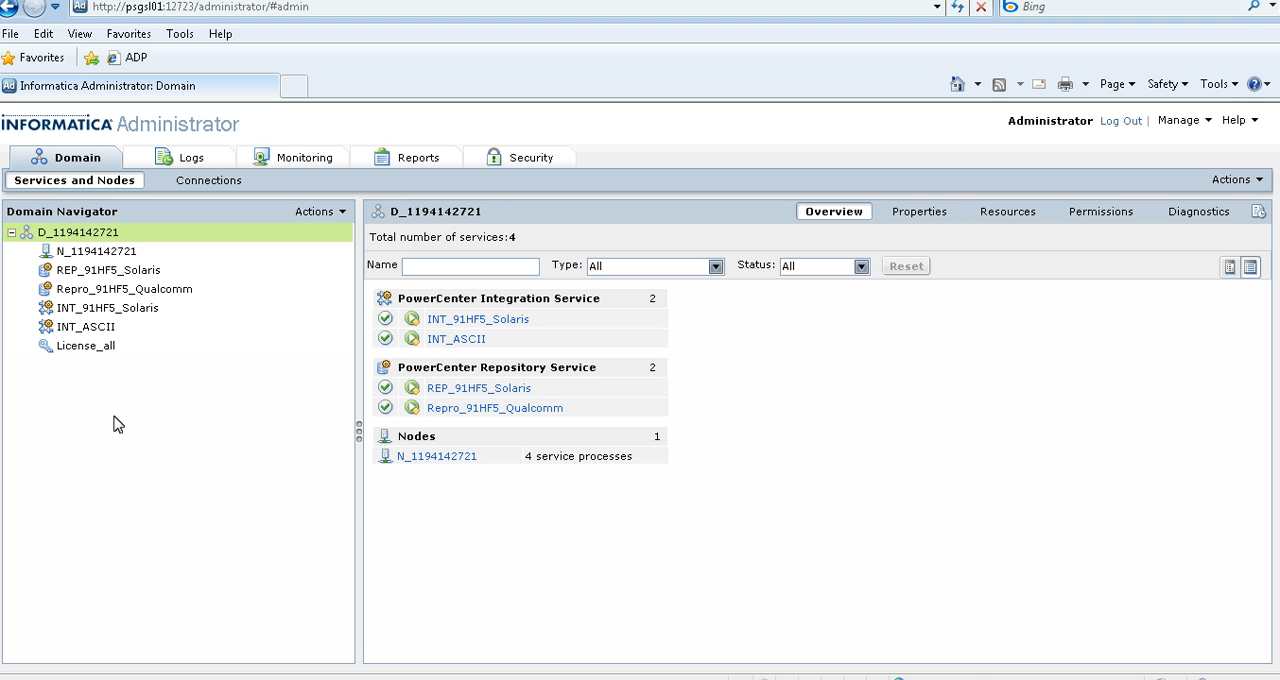 http://psgsl01:12723/administrator/#admin
Bing
File Edit View Favorites Tools Help
Favorites ADP
Informatica Administrator: Domain
Page Safety Tools
INFORMATICA Administrator
Administrator Log Out | Manage Help
Domain Logs Monitoring Reports Security
Services and Nodes Connections Actions
Domain Navigator Actions
D_1194142721
N_1194142721
REP_91HF5_Solaris
Repro_91HF5_Qualcomm
INT_91HF5_Solaris
INT_ASCII
License_all
D_1194142721 Overview Properties Resources Permissions Diagnostics
Total number of services:4
Name Type: All Status: All Reset
PowerCenter Integration Service 2
INT_91HF5_Solaris
INT_ASCII
PowerCenter Repository Service 2
REP_91HF5_Solaris
Repro_91HF5_Qualcomm
Nodes 1
N_1194142721 4 service processes